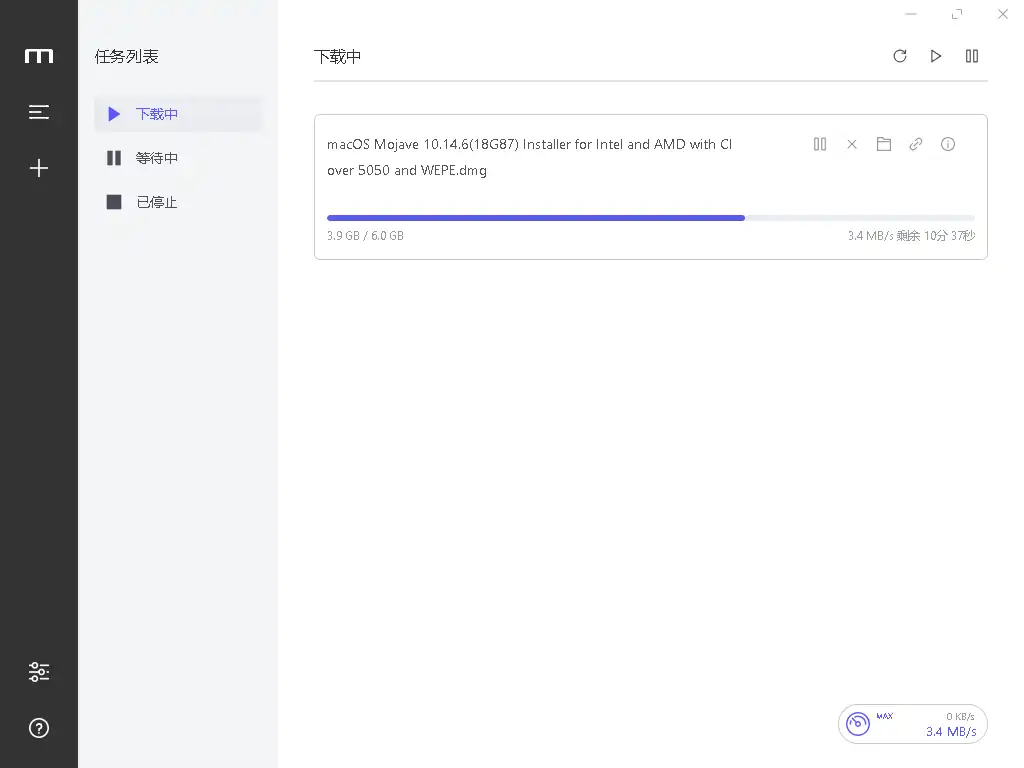 任务列表
下载中
等待中
已停止
下载中
macOS Mojave 10.14.6(18G87) Installer for Intel and AMD with Cl
over 5050 and WEPE.dmg
3.9 GB / 6.0 GB
3.4 MB/s 剩余 10分 37秒
MAX
0 KB/s
3.4 MB/s